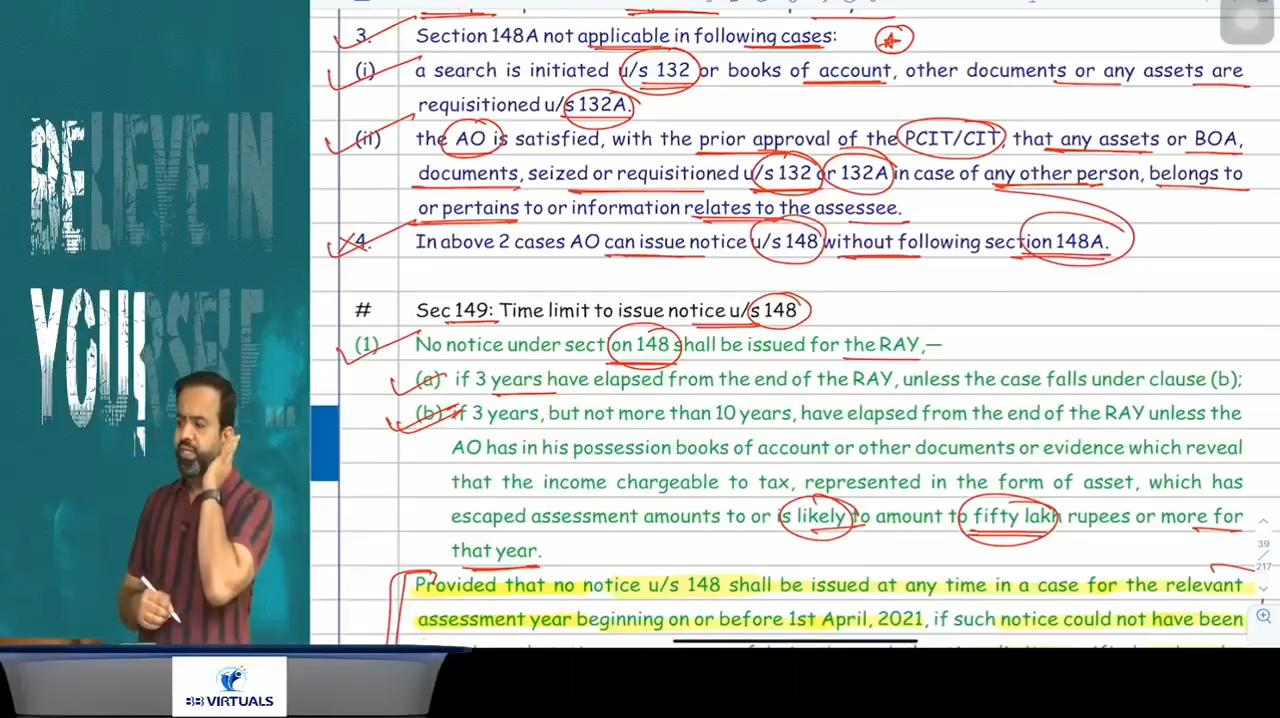 3. Section 148A not applicable in following cases:
(i) a search is initiated u/s 132 or books of account, other documents or any assets are
requisitioned u/s 132A.
(ii) the AO is satisfied, with the prior approval of the PCIT/CIT, that any assets or BOA,
documents, seized or requisitioned u/s 132 or 132A in case of any other person, belongs to
or pertains to or information relates to the assessee.
4. In above 2 cases AO can issue notice u/s 148 without following section 148A.
# Sec 149: Time limit to issue notice u/s 148
(1) No notice under section 148 shall be issued for the RAY,—
(a) if 3 years have elapsed from the end of the RAY, unless the case falls under clause (b);
(b) if 3 years, but not more than 10 years, have elapsed from the end of the RAY unless the
AO has in his possession books of account or other documents or evidence which reveal
that the income chargeable to tax, represented in the form of asset, which has
escaped assessment amounts to or is likely to amount to fifty lakh rupees or more for
that year.
Provided that no notice u/s 148 shall be issued at any time in a case for the relevant
assessment year beginning on or before 1st April, 2021, if such notice could not have been
39
217
BELIEVE IN
YOURSELF...
BB VIRTUALS